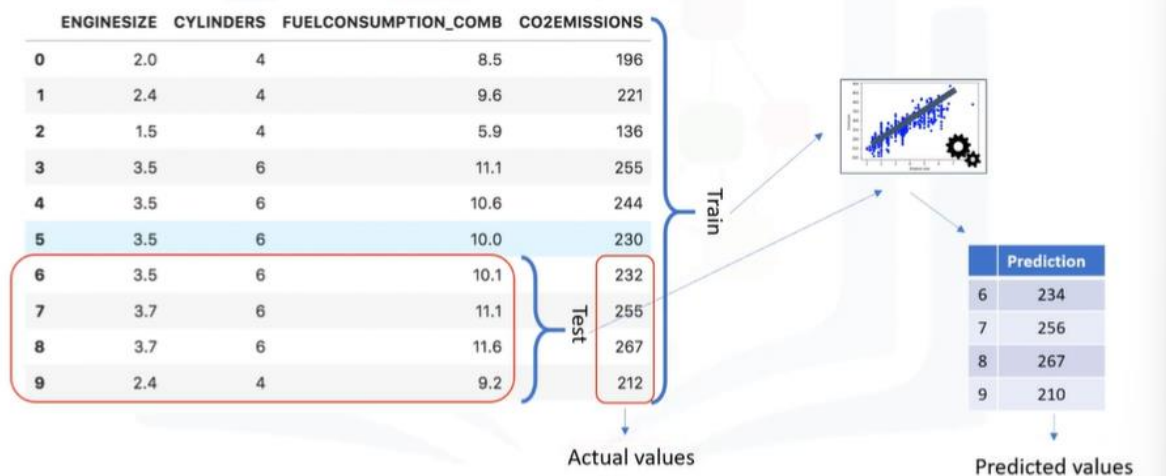 ENGINESIZE CYLINDERS FUELCONSUMPTION_COMB CO2EMISSIONS
0 2.0 4 8.5 196
1 2.4 4 9.6 221
2 1.5 4 5.9 136
3 3.5 6 11.1 255
4 3.5 6 10.6 244
5 3.5 6 10.0 230
6 3.5 6 10.1 232
7 3.7 6 11.1 255
8 3.7 6 11.6 267
9 2.4 4 9.2 212
Test
Train
Actual values
Prediction
6 234
7 256
8 267
9 210
Predicted values